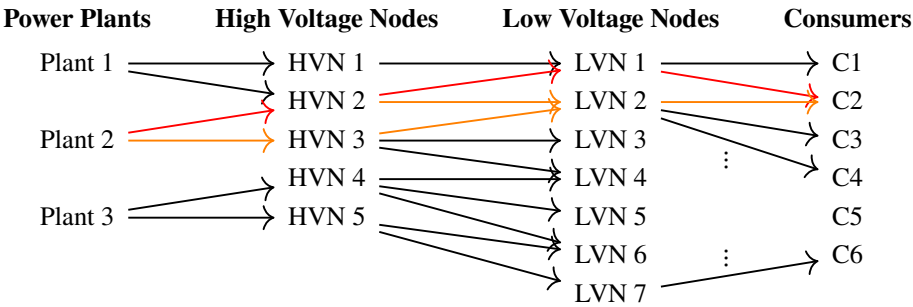 Power Plants High Voltage Nodes Low Voltage Nodes Consumers
Plant 1 HVN 1 LVN 1 C1
HVN 2 LVN 2 C2
Plant 2 HVN 3 LVN 3 C3
HVN 4 LVN 4 C4
Plant 3 HVN 5 LVN 5 C5
LVN 6 C6
LVN 7